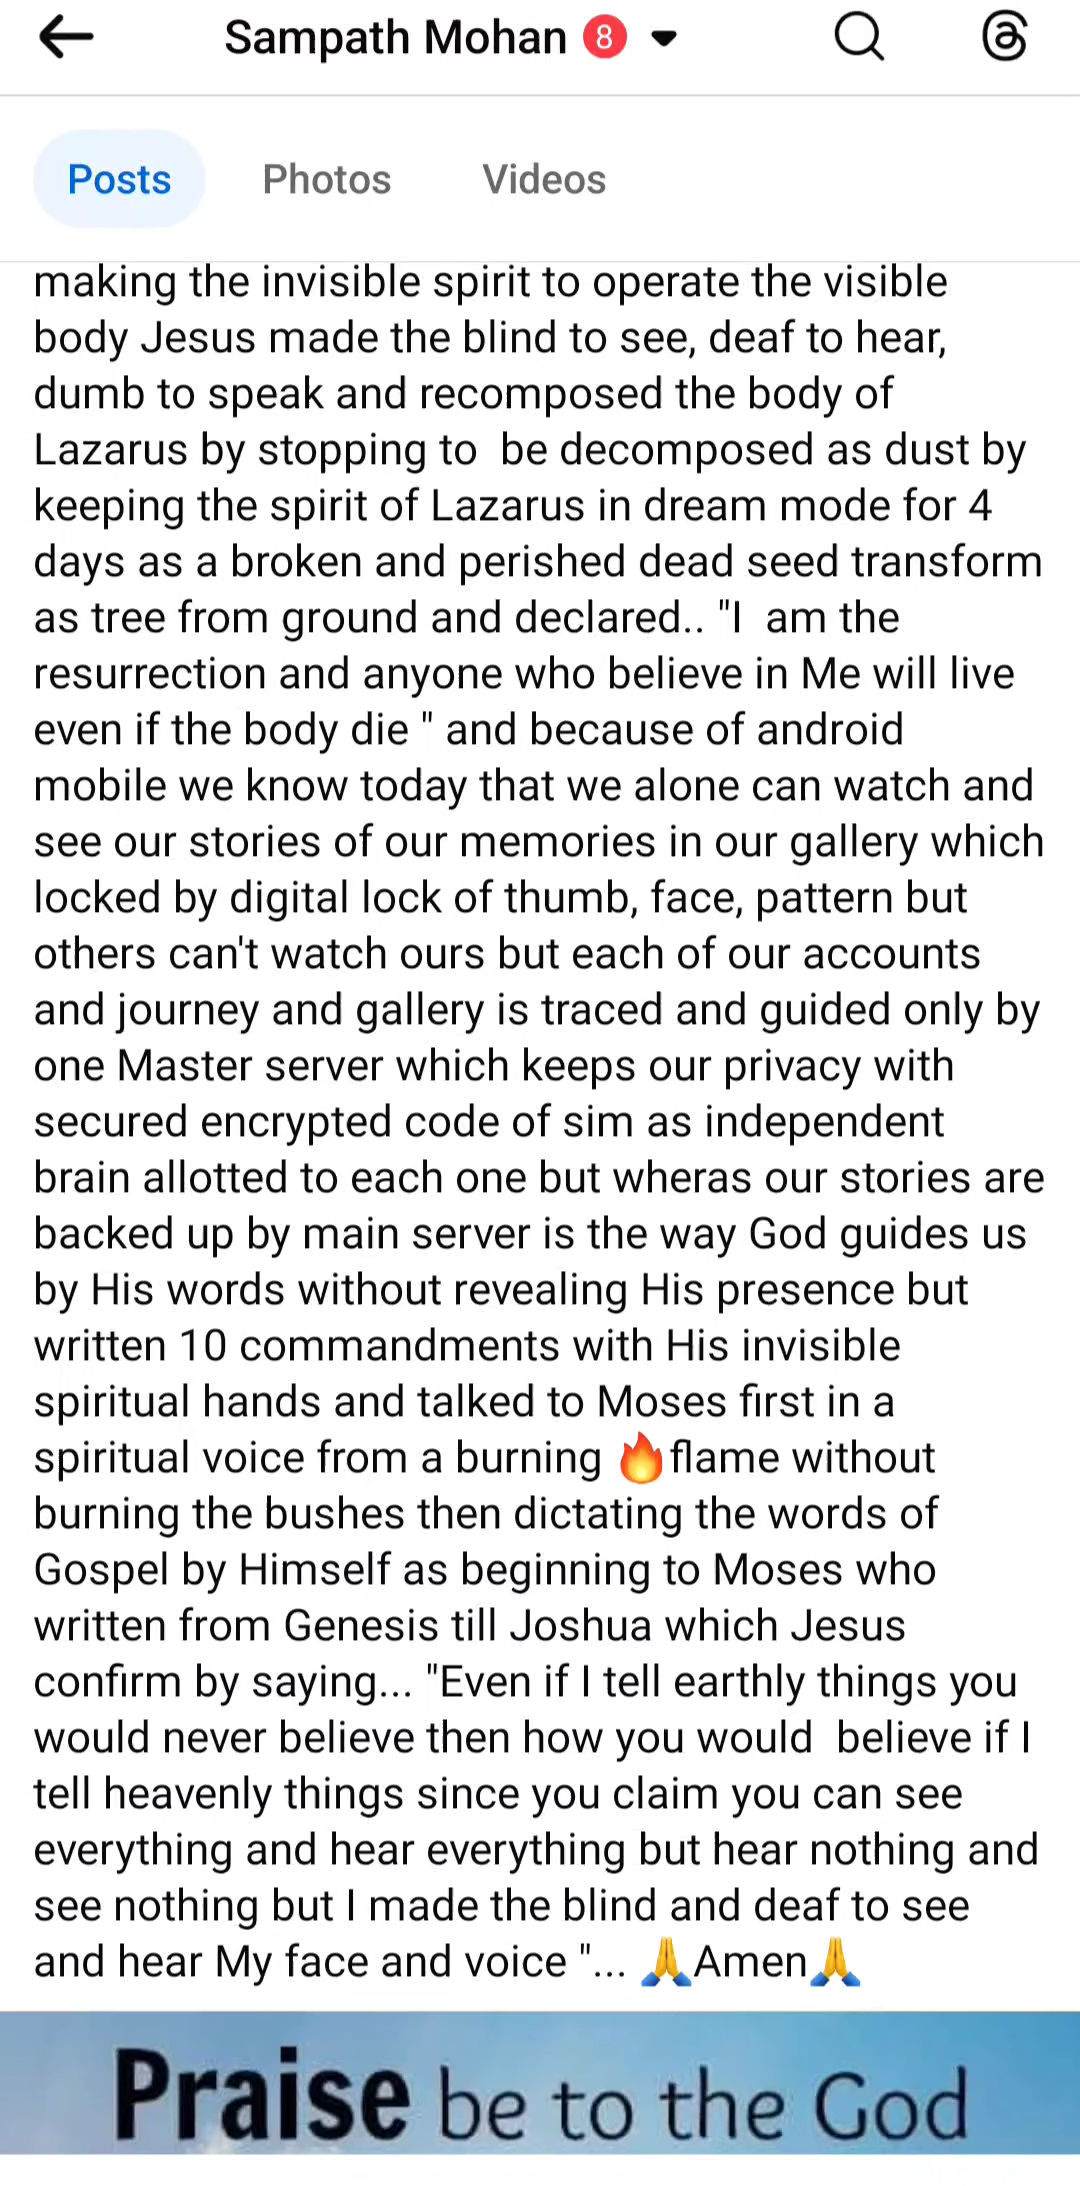 Sampath Mohan 8
Posts Photos Videos
making the invisible spirit to operate the visible
body Jesus made the blind to see, deaf to hear,
dumb to speak and recomposed the body of
Lazarus by stopping to  be decomposed as dust by
keeping the spirit of Lazarus in dream mode for 4
days as a broken and perished dead seed transform
as tree from ground and declared.. "I  am the
resurrection and anyone who believe in Me will live
even if the body die " and because of android
mobile we know today that we alone can watch and
see our stories of our memories in our gallery which
locked by digital lock of thumb, face, pattern but
others can't watch ours but each of our accounts
and journey and gallery is traced and guided only by
one Master server which keeps our privacy with
secured encrypted code of sim as independent
brain allotted to each one but wheras our stories are
backed up by main server is the way God guides us
by His words without revealing His presence but
written 10 commandments with His invisible
spiritual hands and talked to Moses first in a
spiritual voice from a burning 🔥flame without
burning the bushes then dictating the words of
Gospel by Himself as beginning to Moses who
written from Genesis till Joshua which Jesus
confirm by saying... "Even if I tell earthly things you
would never believe then how you would  believe if I
tell heavenly things since you claim you can see
everything and hear everything but hear nothing and
see nothing but I made the blind and deaf to see
and hear My face and voice "... 🙏Amen🙏
Praise be to the God